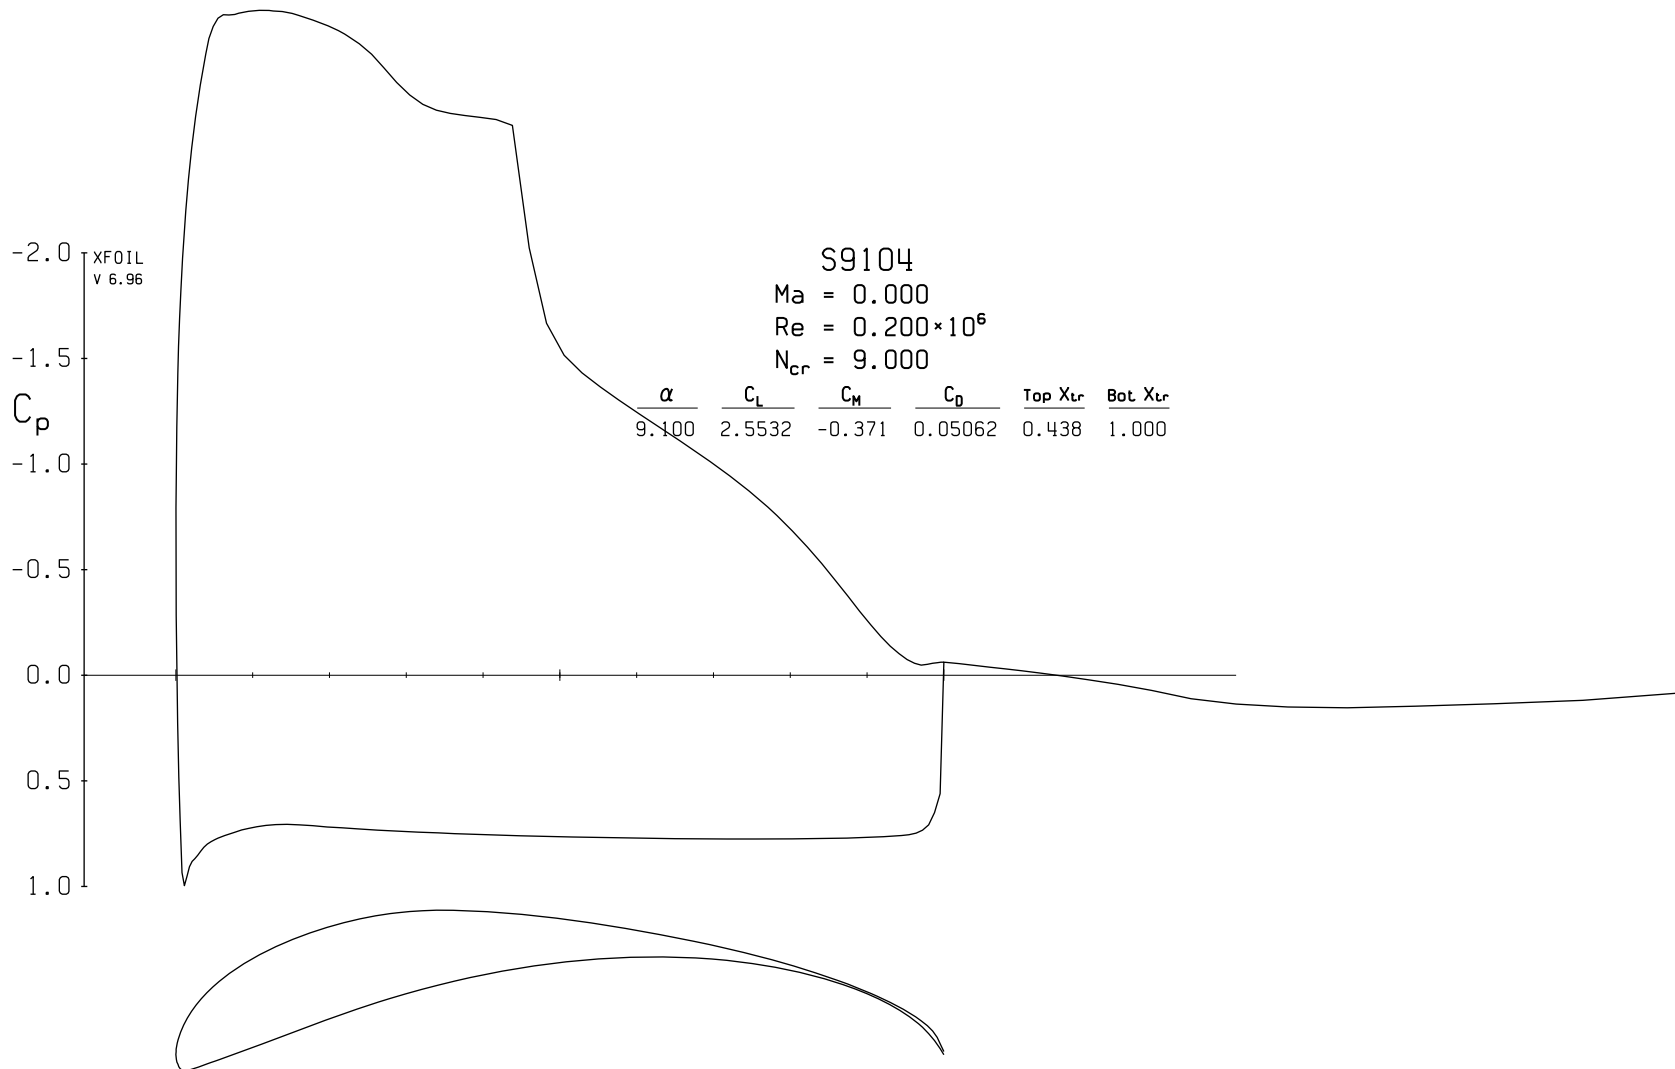 -2.0
XFOIL
V 6.96
-1.5
Cp
-1.0
-0.5
0.0
0.5
1.0
S9104
Ma = 0.000
Re = 0.200×10⁶
Ncr = 9.000
α CL CM CD Top Xtr Bot Xtr
9.100 2.5532 -0.371 0.05062 0.438 1.000